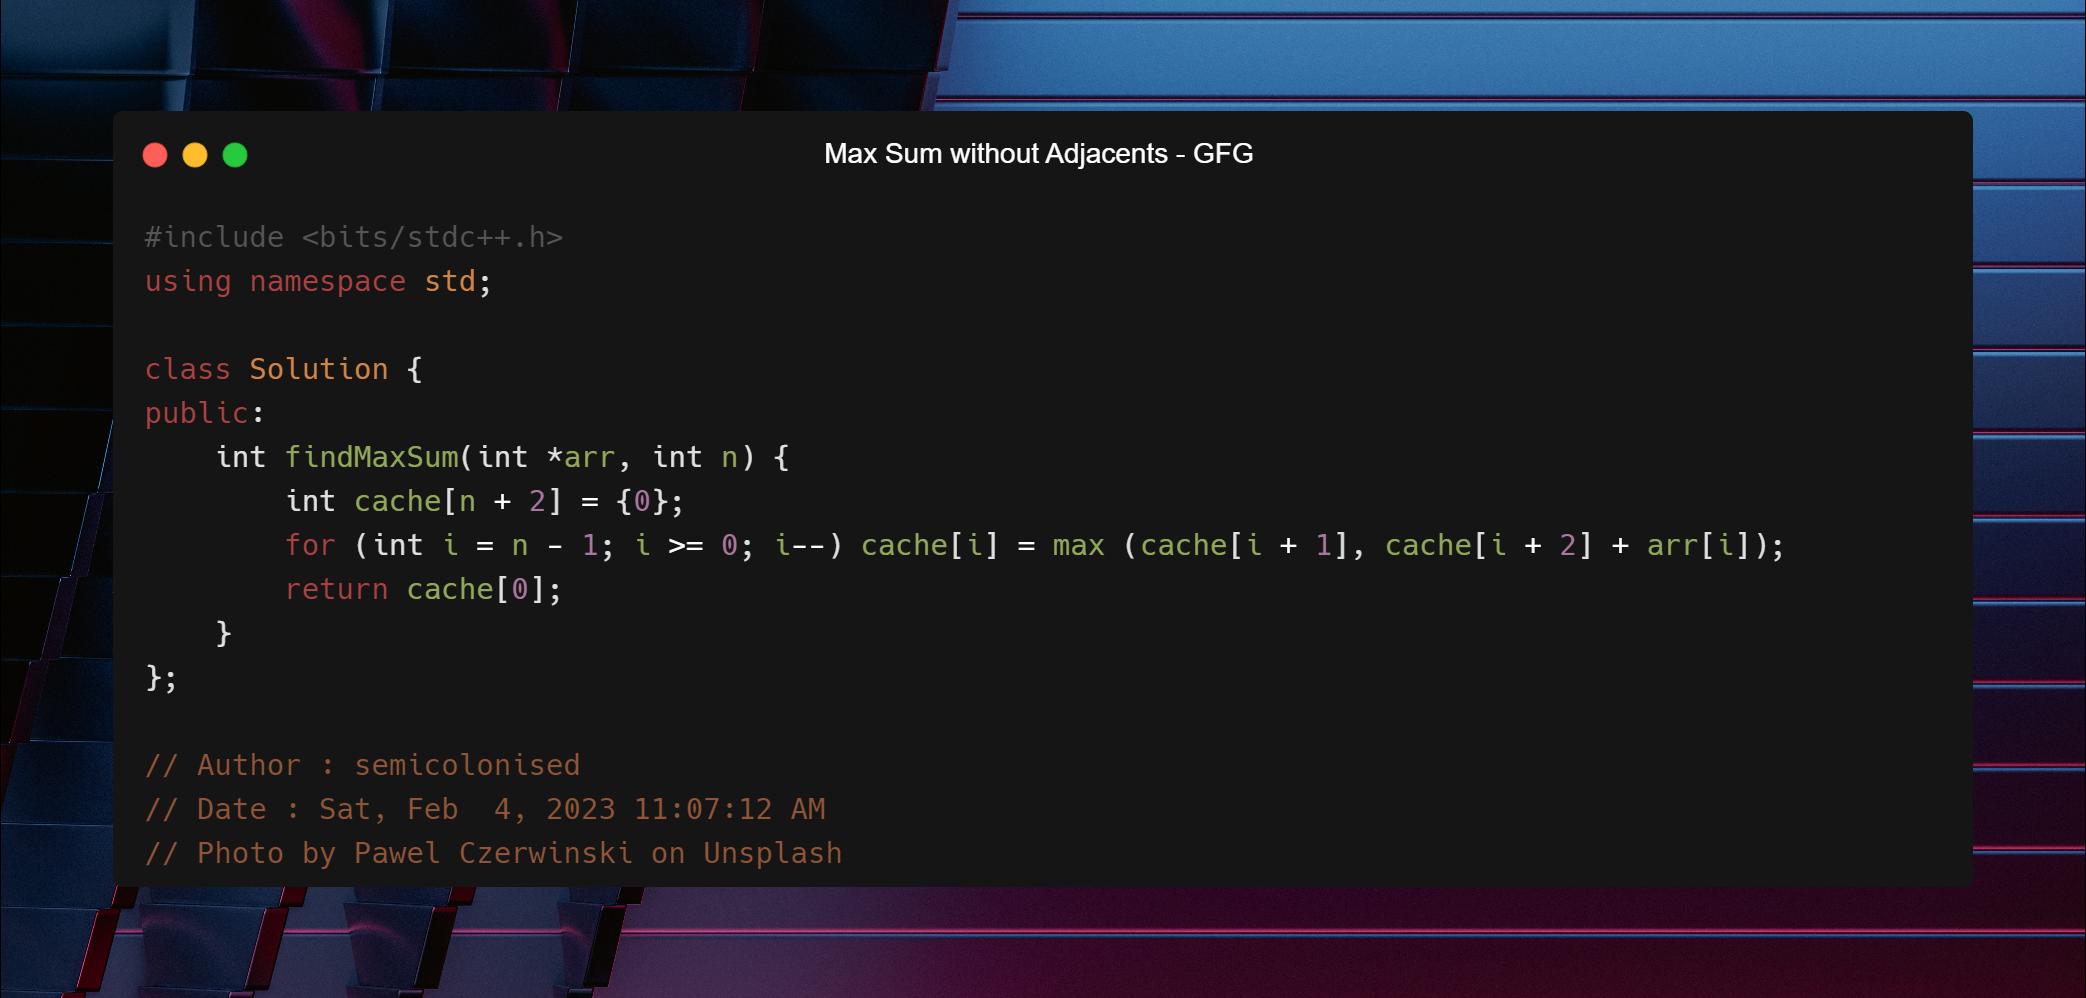 Max Sum without Adjacents - GFG
#include <bits/stdc++.h>
using namespace std;
class Solution {
public:
    int findMaxSum(int *arr, int n) {
        int cache[n + 2] = {0};
        for (int i = n - 1; i >= 0; i--) cache[i] = max (cache[i + 1], cache[i + 2] + arr[i]);
        return cache[0];
    }
};
// Author : semicolonised
// Date : Sat, Feb  4, 2023 11:07:12 AM
// Photo by Pawel Czerwinski on Unsplash